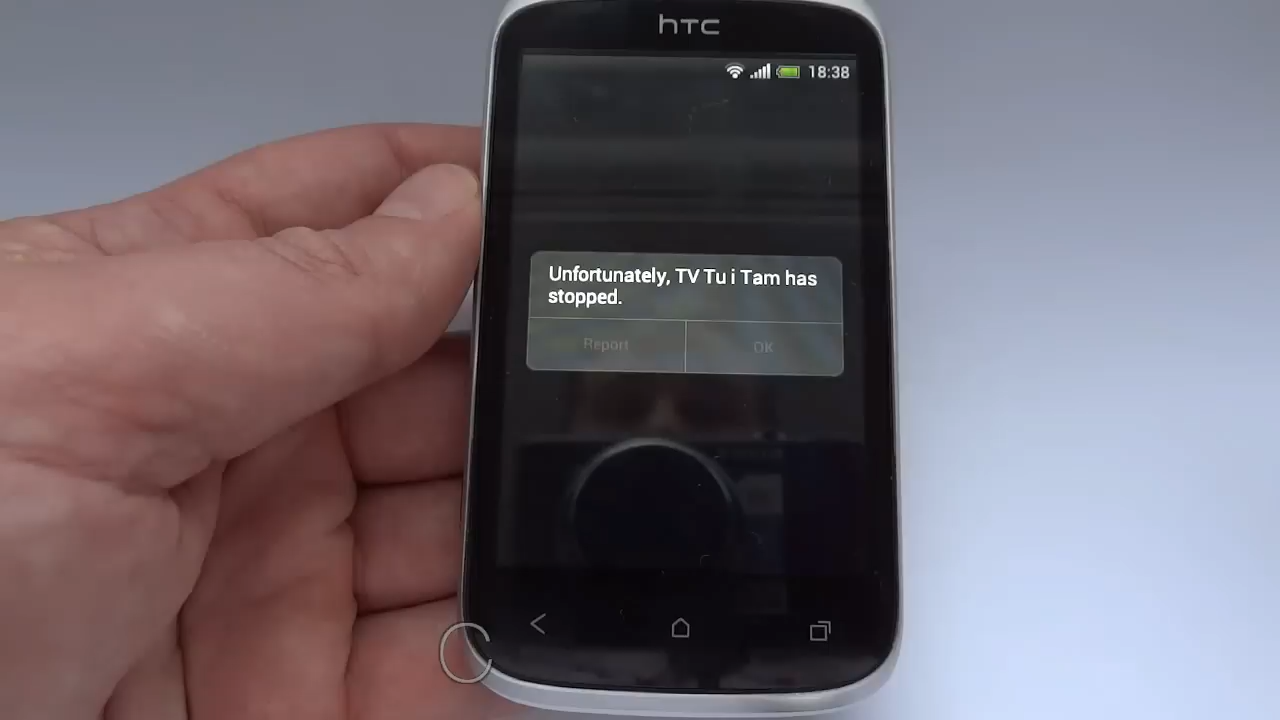 hTC
18:38
Unfortunately, TV Tu i Tam has
stopped.
Report
OK